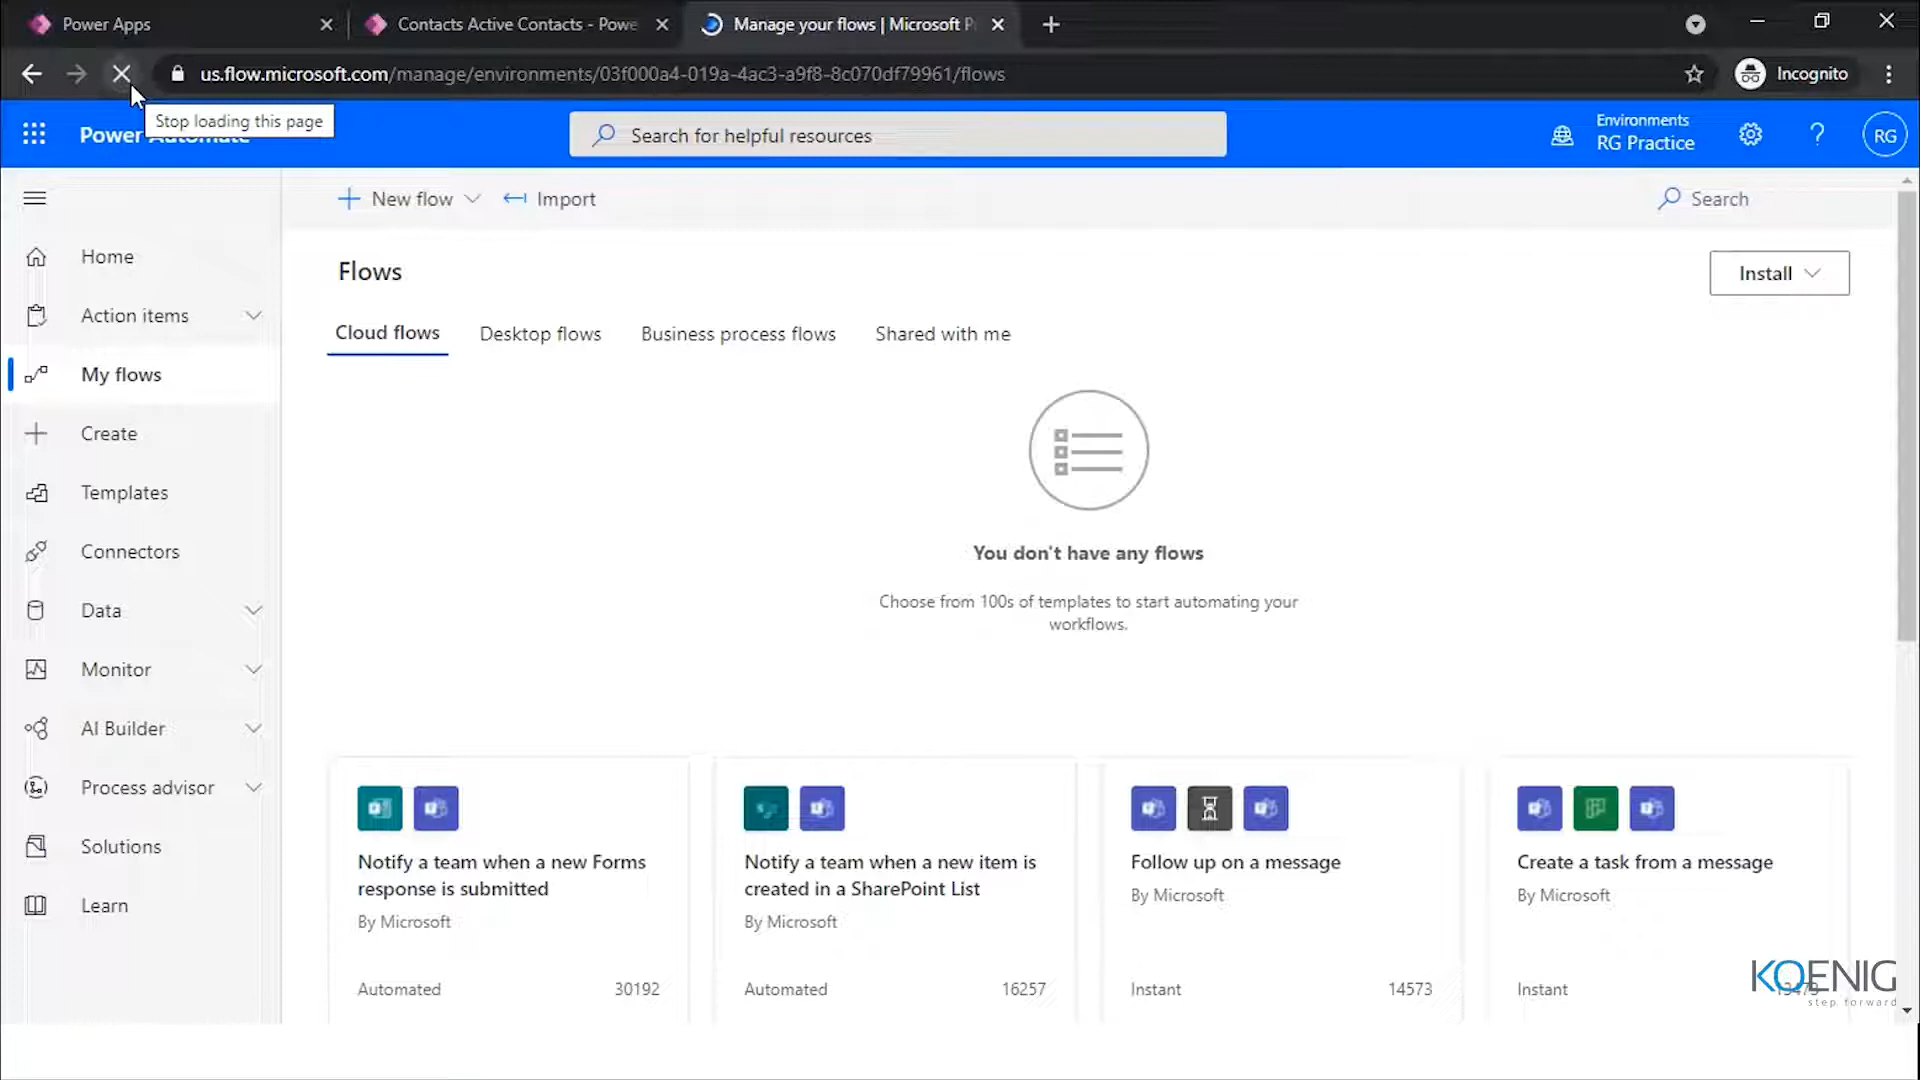 Power Apps
Contacts Active Contacts - Powe
Manage your flows | Microsoft P
us.flow.microsoft.com/manage/environments/03f000a4-019a-4ac3-a9f8-8c070df79961/flows
Incognito
Stop loading this page
Power Automate
Search for helpful resources
Environments
RG Practice
RG
New flow
Import
Search
Home
Action items
My flows
Create
Templates
Connectors
Data
Monitor
AI Builder
Process advisor
Solutions
Learn
Flows
Install
Cloud flows
Desktop flows
Business process flows
Shared with me
You don't have any flows
Choose from 100s of templates to start automating your
workflows.
Notify a team when a new Forms
response is submitted
By Microsoft
Automated
30192
Notify a team when a new item is
created in a SharePoint List
By Microsoft
Automated
16257
Follow up on a message
By Microsoft
Instant
14573
Create a task from a message
By Microsoft
Instant
KOENIG
step forward